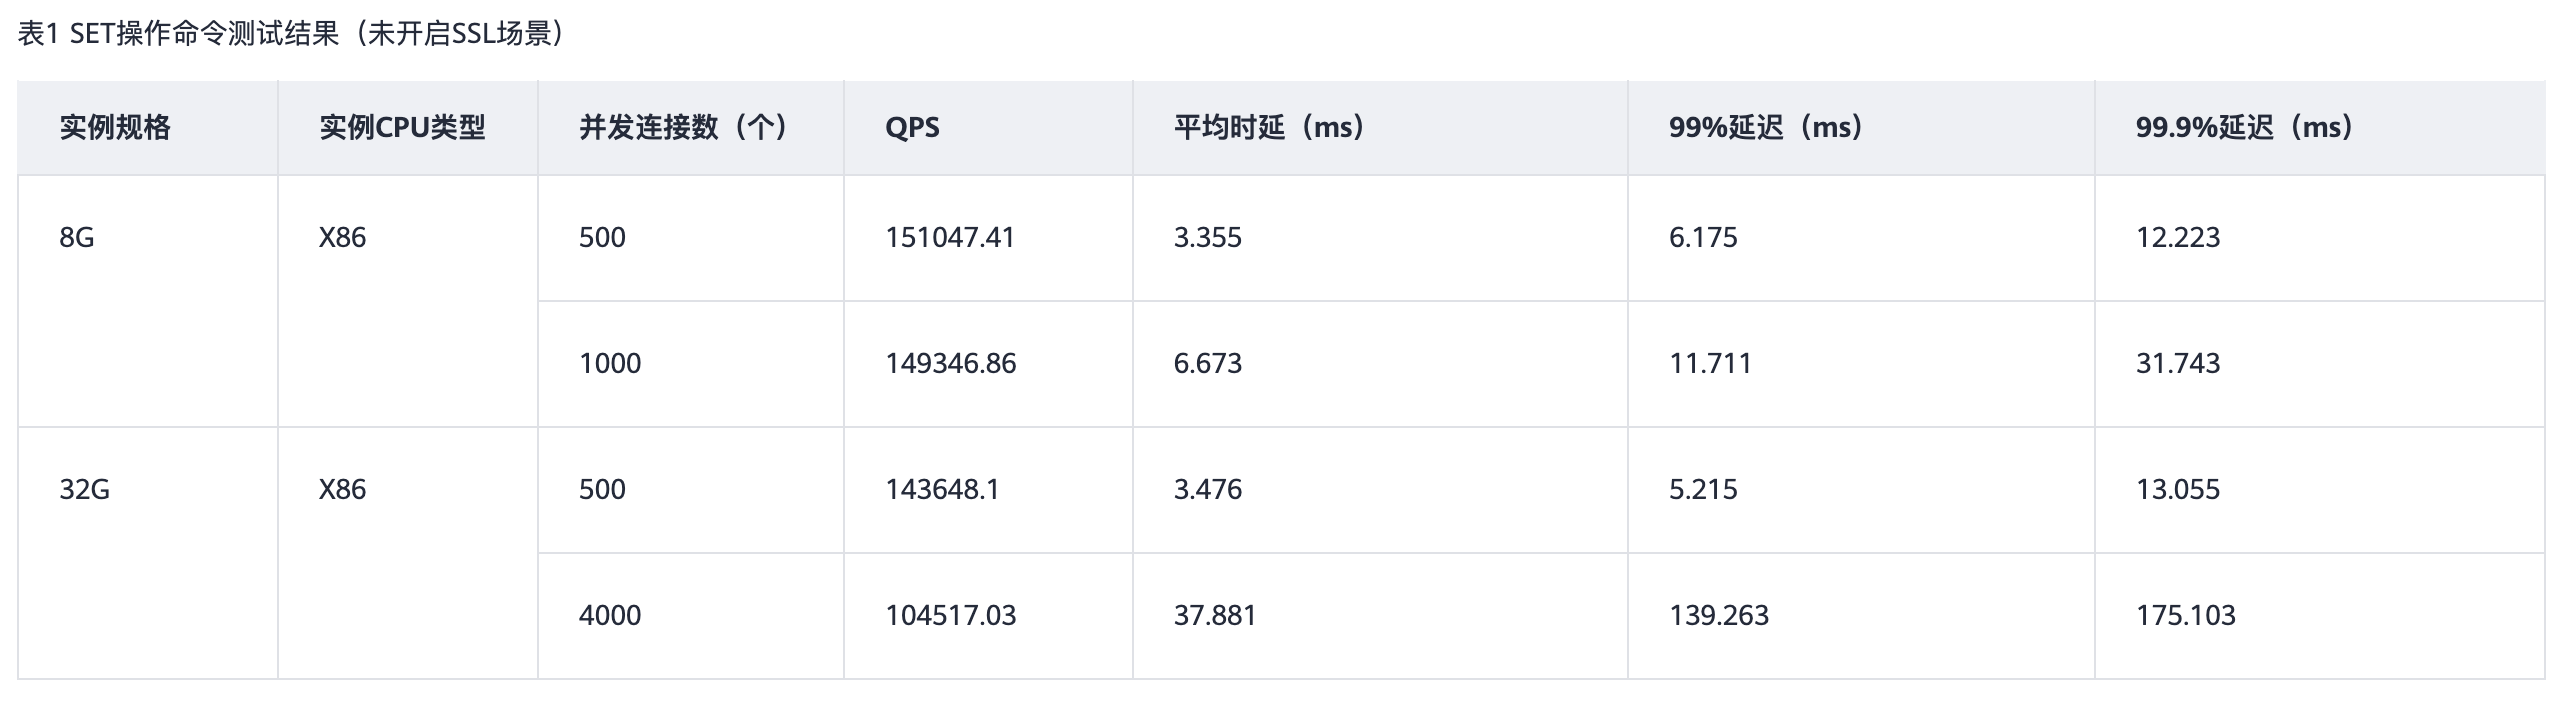 表1 SET操作命令测试结果（未开启SSL场景）
实例规格 实例CPU类型 并发连接数（个） QPS 平均时延（ms） 99%延迟（ms） 99.9%延迟（ms）
8G X86 500 151047.41 3.355 6.175 12.223
1000 149346.86 6.673 11.711 31.743
32G X86 500 143648.1 3.476 5.215 13.055
4000 104517.03 37.881 139.263 175.103